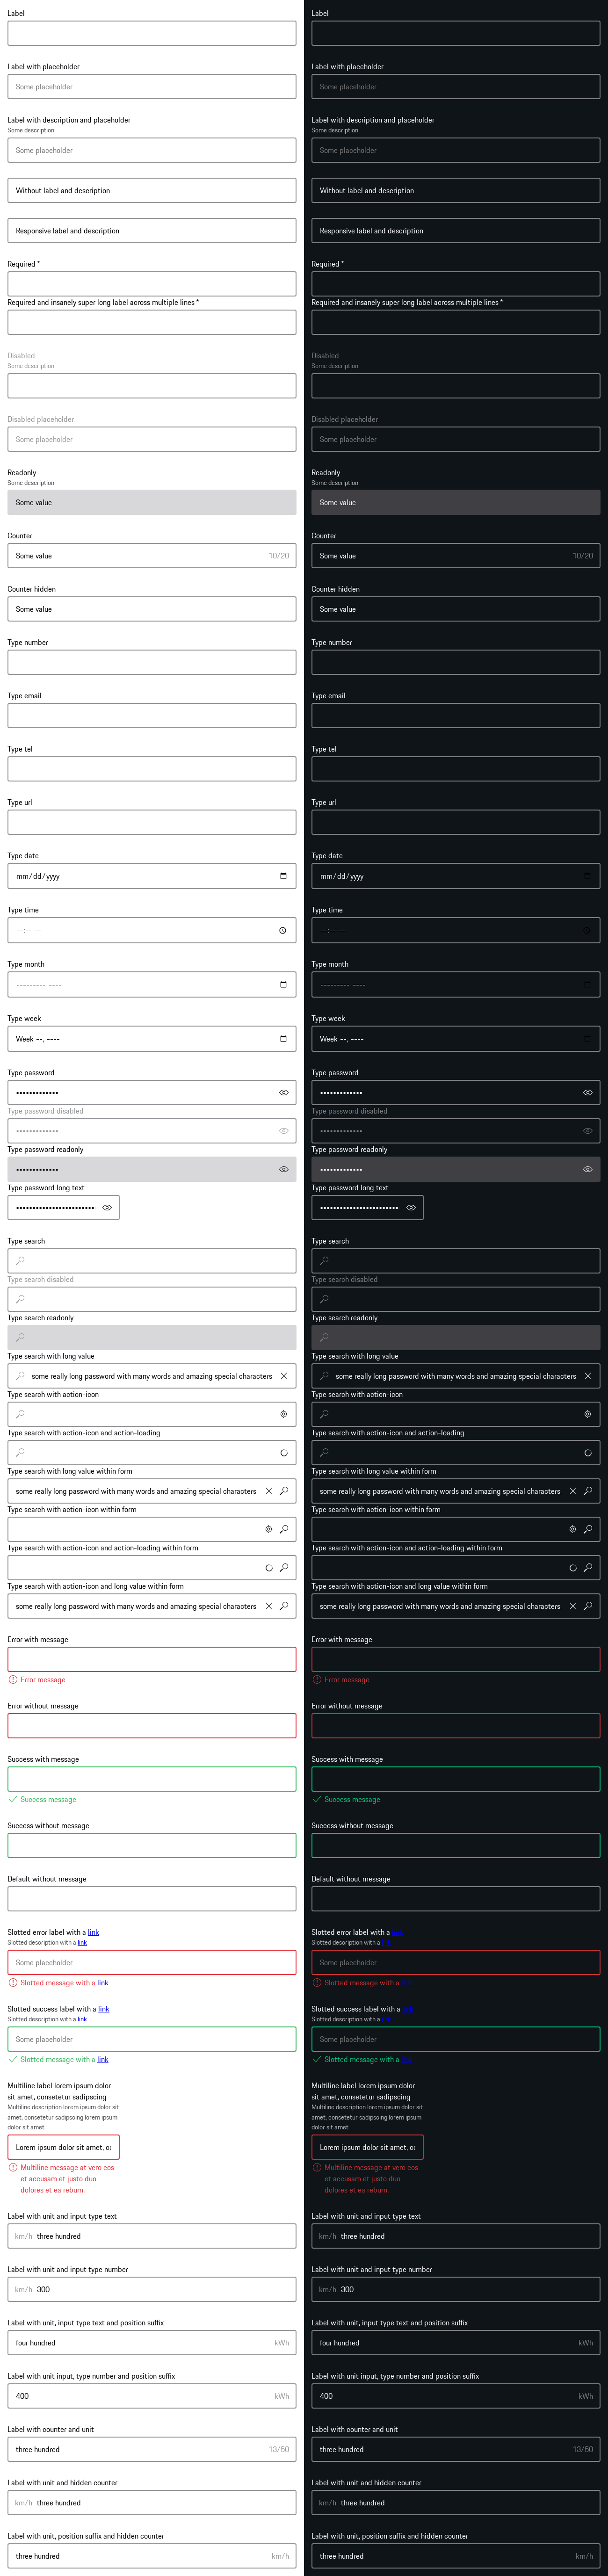 Label
Label with placeholder
Some placeholder
Label with description and placeholder
Some description
Some placeholder
Without label and description
Responsive label and description
Required *
Required and insanely super long label across multiple lines *
Disabled
Some description
Disabled placeholder
Some placeholder
Readonly
Some description
Some value
Counter
Some value 10/20
Counter hidden
Some value
Type number
Type email
Type tel
Type url
Type date
mm/dd/yyyy
Type time
--:-- --
Type month
--------- ----
Type week
Week --, ----
Type password
Type password disabled
Type password readonly
Type password long text
Type search
Type search disabled
Type search readonly
Type search with long value
some really long password with many words and amazing special characters
Type search with action-icon
Type search with action-icon and action-loading
Type search with long value within form
some really long password with many words and amazing special characters,
Type search with action-icon within form
Type search with action-icon and action-loading within form
Type search with action-icon and long value within form
some really long password with many words and amazing special characters,
Error with message
Error message
Error without message
Success with message
Success message
Success without message
Default without message
Slotted error label with a link
Slotted description with a link
Some placeholder
Slotted message with a link
Slotted success label with a link
Slotted description with a link
Some placeholder
Slotted message with a link
Multiline label lorem ipsum dolor
sit amet, consetetur sadipscing
Multiline description lorem ipsum dolor sit
amet, consetetur sadipscing lorem ipsum
dolor sit amet
Lorem ipsum dolor sit amet, co
Multiline message at vero eos
et accusam et justo duo
dolores et ea rebum.
Label with unit and input type text
km/h three hundred
Label with unit and input type number
km/h 300
Label with unit, input type text and position suffix
four hundred kWh
Label with unit input, type number and position suffix
400 kWh
Label with counter and unit
three hundred 13/50
Label with unit and hidden counter
km/h three hundred
Label with unit, position suffix and hidden counter
three hundred km/h
Label
Label with placeholder
Some placeholder
Label with description and placeholder
Some description
Some placeholder
Without label and description
Responsive label and description
Required *
Required and insanely super long label across multiple lines *
Disabled
Some description
Disabled placeholder
Some placeholder
Readonly
Some description
Some value
Counter
Some value 10/20
Counter hidden
Some value
Type number
Type email
Type tel
Type url
Type date
mm/dd/yyyy
Type time
--:-- --
Type month
--------- ----
Type week
Week --, ----
Type password
Type password disabled
Type password readonly
Type password long text
Type search
Type search disabled
Type search readonly
Type search with long value
some really long password with many words and amazing special characters
Type search with action-icon
Type search with action-icon and action-loading
Type search with long value within form
some really long password with many words and amazing special characters,
Type search with action-icon within form
Type search with action-icon and action-loading within form
Type search with action-icon and long value within form
some really long password with many words and amazing special characters,
Error with message
Error message
Error without message
Success with message
Success message
Success without message
Default without message
Slotted error label with a link
Slotted description with a link
Some placeholder
Slotted message with a link
Slotted success label with a link
Slotted description with a link
Some placeholder
Slotted message with a link
Multiline label lorem ipsum dolor
sit amet, consetetur sadipscing
Multiline description lorem ipsum dolor sit
amet, consetetur sadipscing lorem ipsum
dolor sit amet
Lorem ipsum dolor sit amet, co
Multiline message at vero eos
et accusam et justo duo
dolores et ea rebum.
Label with unit and input type text
km/h three hundred
Label with unit and input type number
km/h 300
Label with unit, input type text and position suffix
four hundred kWh
Label with unit input, type number and position suffix
400 kWh
Label with counter and unit
three hundred 13/50
Label with unit and hidden counter
km/h three hundred
Label with unit, position suffix and hidden counter
three hundred km/h